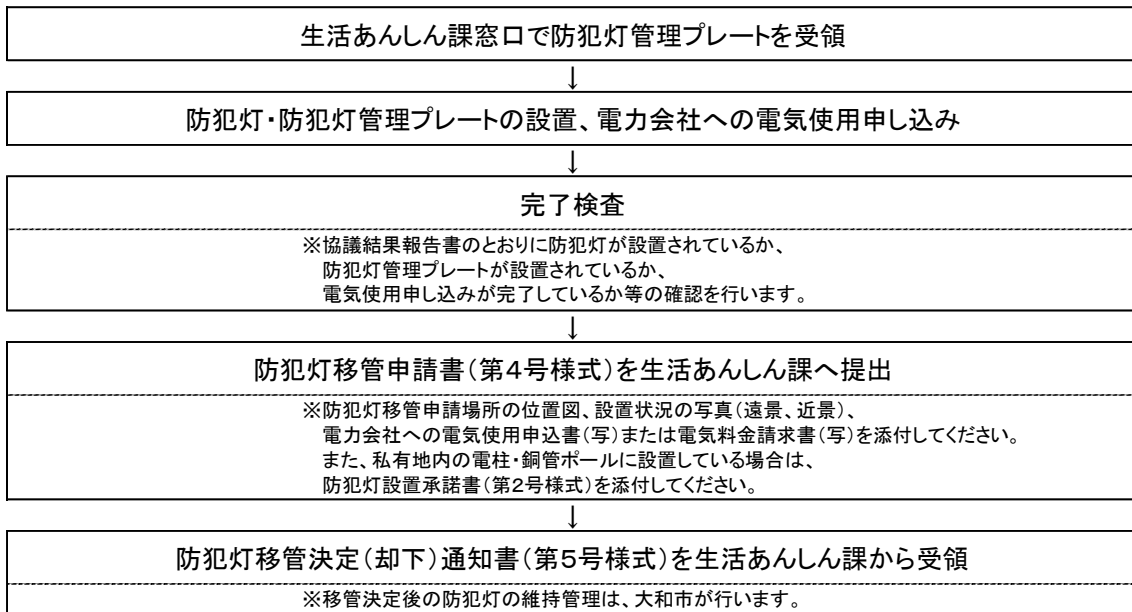 生活あんしん課窓口で防犯灯管理プレートを受領
↓
防犯灯・防犯灯管理プレートの設置、電力会社への電気使用申し込み
↓
完了検査
※協議結果報告書のとおりに防犯灯が設置されているか、
防犯灯管理プレートが設置されているか、
電気使用申し込みが完了しているか等の確認を行います。
↓
防犯灯移管申請書(第4号様式)を生活あんしん課へ提出
※防犯灯移管申請場所の位置図、設置状況の写真(遠景、近景)、
電力会社への電気使用申込書(写)または電気料金請求書(写)を添付してください。
また、私有地内の電柱・銅管ポールに設置している場合は、
防犯灯設置承諾書(第2号様式)を添付してください。
↓
防犯灯移管決定(却下)通知書(第5号様式)を生活あんしん課から受領
※移管決定後の防犯灯の維持管理は、大和市が行います。